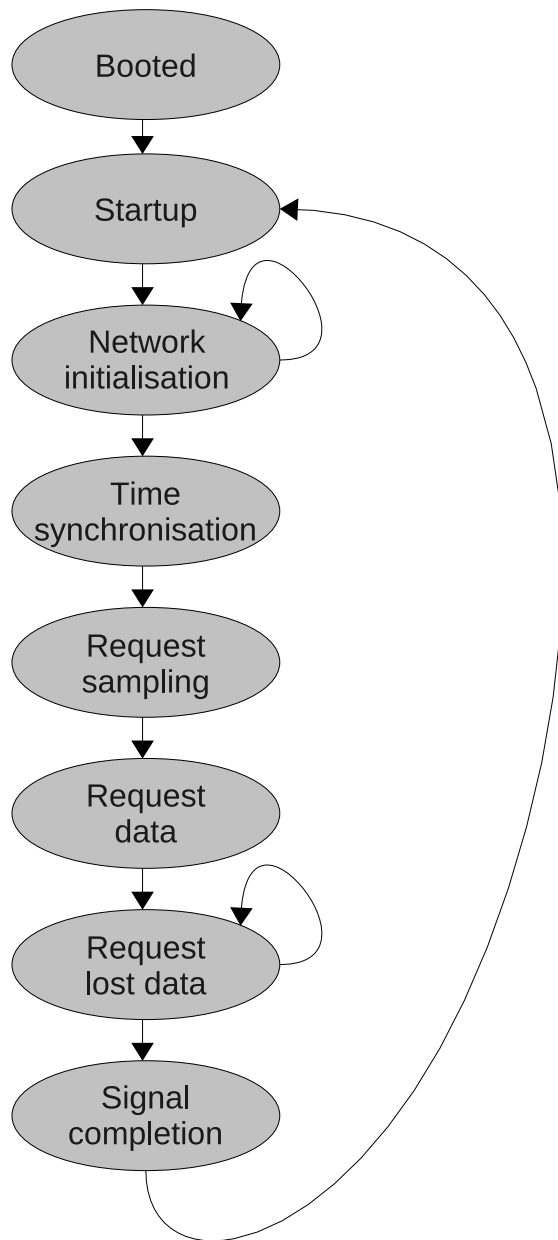 Booted
Startup
Network
initialisation
Time
synchronisation
Request
sampling
Request
data
Request
lost data
Signal
completion